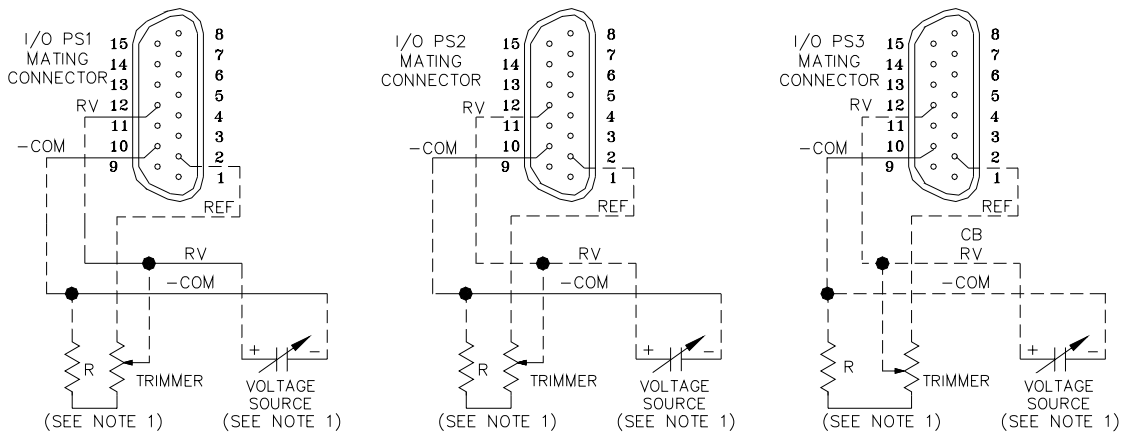 I/O PS1
MATING
CONNECTOR
15
14
13
12
11
10
9
8
7
6
5
4
3
2
1
RV
-COM
REF
RV
-COM
R
TRIMMER
+
-
VOLTAGE
SOURCE
(SEE NOTE 1)
(SEE NOTE 1)
I/O PS2
MATING
CONNECTOR
15
14
13
12
11
10
9
8
7
6
5
4
3
2
1
RV
-COM
REF
RV
-COM
R
TRIMMER
+
-
VOLTAGE
SOURCE
(SEE NOTE 1)
(SEE NOTE 1)
I/O PS3
MATING
CONNECTOR
15
14
13
12
11
10
9
8
7
6
5
4
3
2
1
RV
-COM
REF
CB
RV
-COM
R
TRIMMER
+
-
VOLTAGE
SOURCE
(SEE NOTE 1)
(SEE NOTE 1)